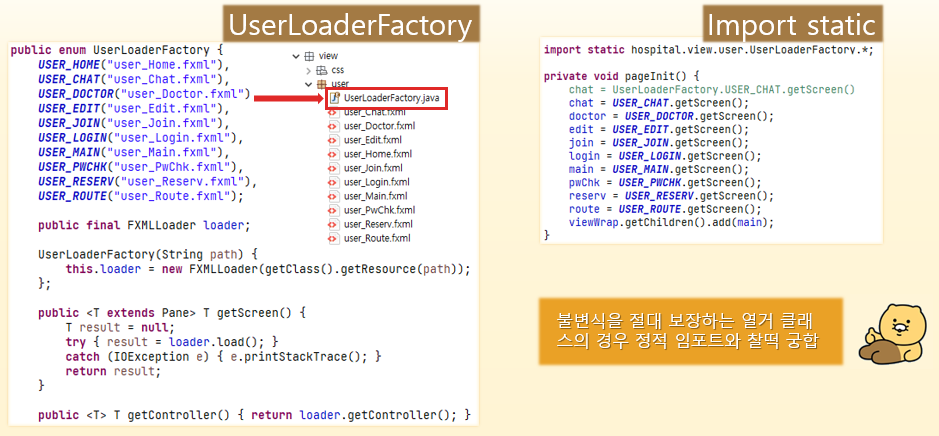 UserLoaderFactory
public enum UserLoaderFactory {
USER_HOME("user_Home.fxml"),
USER_CHAT("user_Chat.fxml"),
USER_DOCTOR("user_Doctor.fxml")
USER_EDIT("user_Edit.fxml"),
USER_JOIN("user_Join.fxml"),
USER_LOGIN("user_Login.fxml"),
USER_MAIN("user_Main.fxml"),
USER_PWCHK("user_PwChk.fxml"),
USER_RESERV("user_Reserv.fxml"),
USER_ROUTE("user_Route.fxml");
public final FXMLLoader loader;
UserLoaderFactory(String path) {
this.loader = new FXMLLoader(getClass().getResource(path));
};
public <T extends Pane> T getScreen() {
T result = null;
try { result = loader.load(); }
catch (IOException e) { e.printStackTrace(); }
return result;
}
public <T> T getController() { return loader.getController(); }
view
css
user
UserLoaderFactory.java
user_Chat.fxml
user_Doctor.fxml
user_Edit.fxml
user_Home.fxml
user_Join.fxml
user_Login.fxml
user_Main.fxml
user_PwChk.fxml
user_Reserv.fxml
user_Route.fxml
Import static
import static hospital.view.user.UserLoaderFactory.*;
private void pageInit() {
chat = UserLoaderFactory.USER_CHAT.getScreen()
chat = USER_CHAT.getScreen();
doctor = USER_DOCTOR.getScreen();
edit = USER_EDIT.getScreen();
join = USER_JOIN.getScreen();
login = USER_LOGIN.getScreen();
main = USER_MAIN.getScreen();
pwChk = USER_PWCHK.getScreen();
reserv = USER_RESERV.getScreen();
route = USER_ROUTE.getScreen();
viewWrap.getChildren().add(main);
}
불변식을 절대 보장하는 열거 클래
스의 경우 정적 임포트와 찰떡 궁합